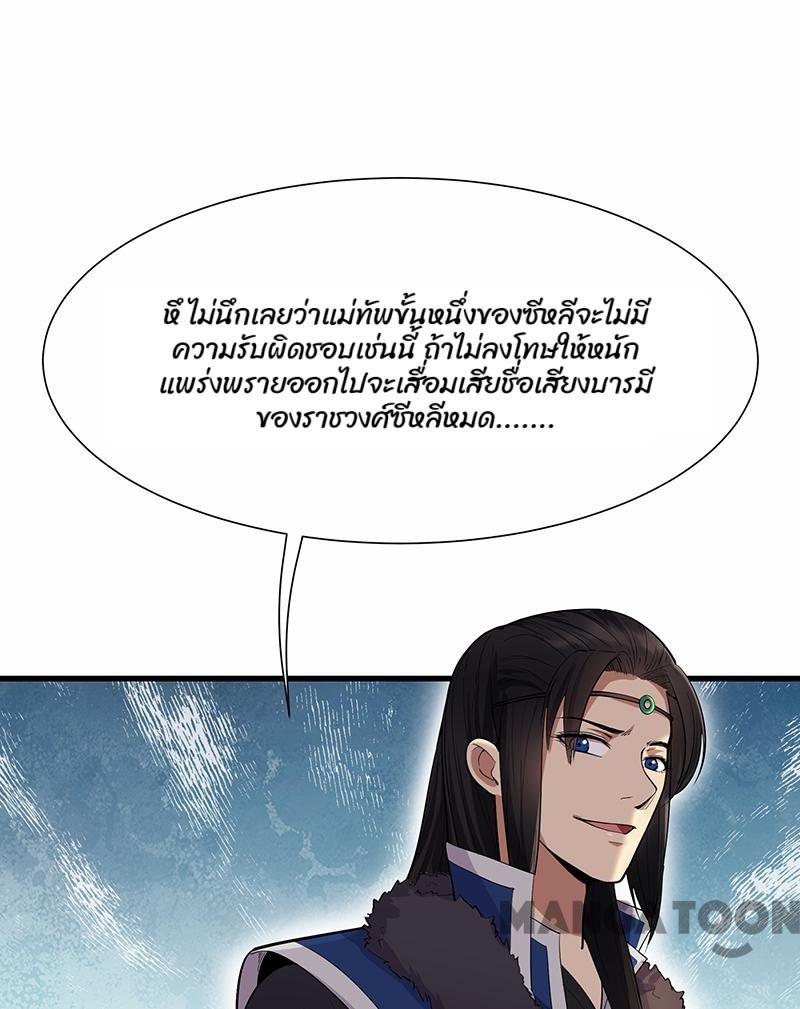 หึ ไม่นึกเลยว่าแม่ทัพขั้นหนึ่งของซีหลีจะไม่มี
ความรับผิดชอบเช่นนี้ ถ้าไม่ลงโทษให้หนัก
แพร่งพรายออกไปจะเสื่อมเสียชื่อเสียงบารมี
ของราชวงศ์ซีหลีหมด.......
MANGATOON